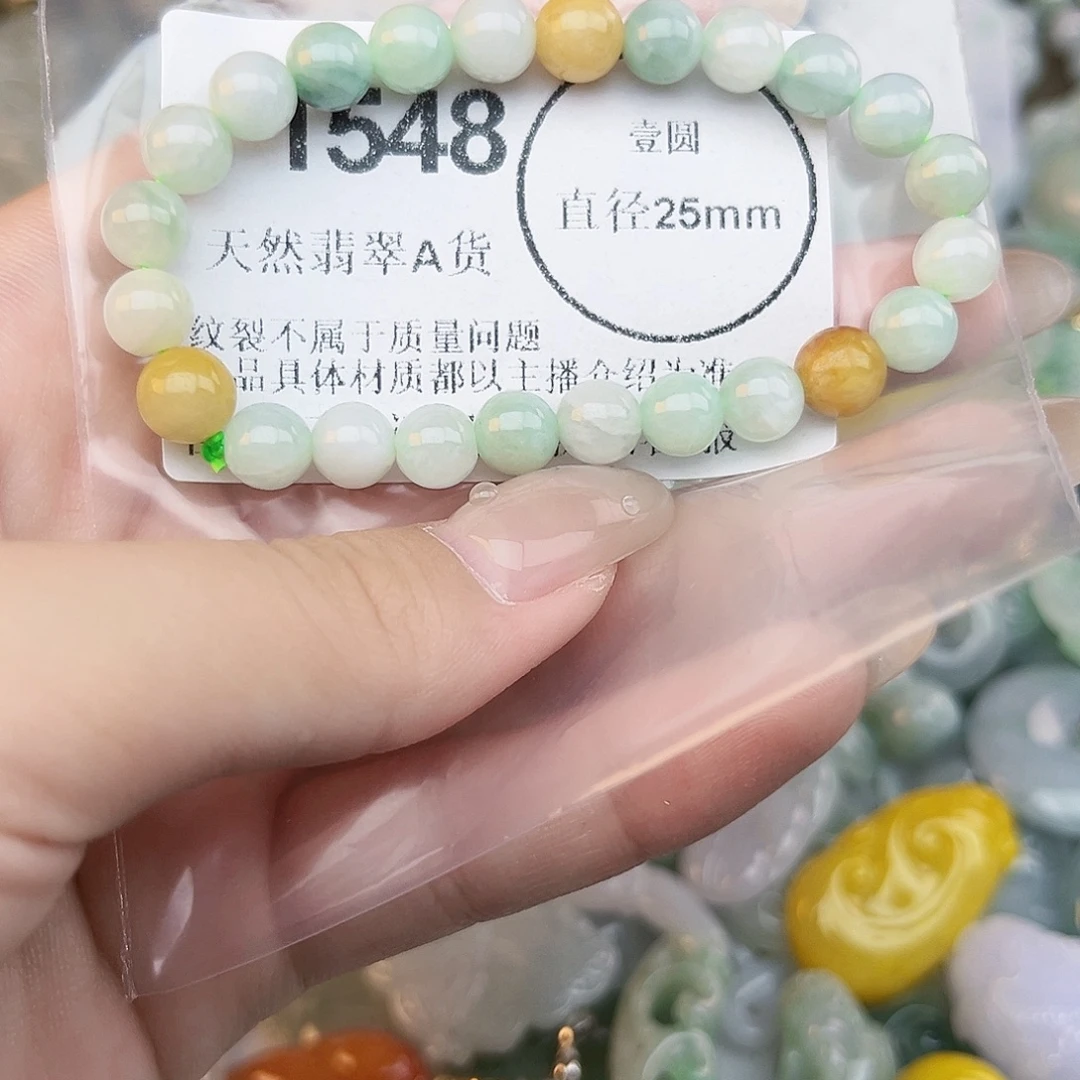 1548
壹圆
直径25mm
天然翡翠A货
纹裂不属于质量问题
品具体材质都以主播介绍为准